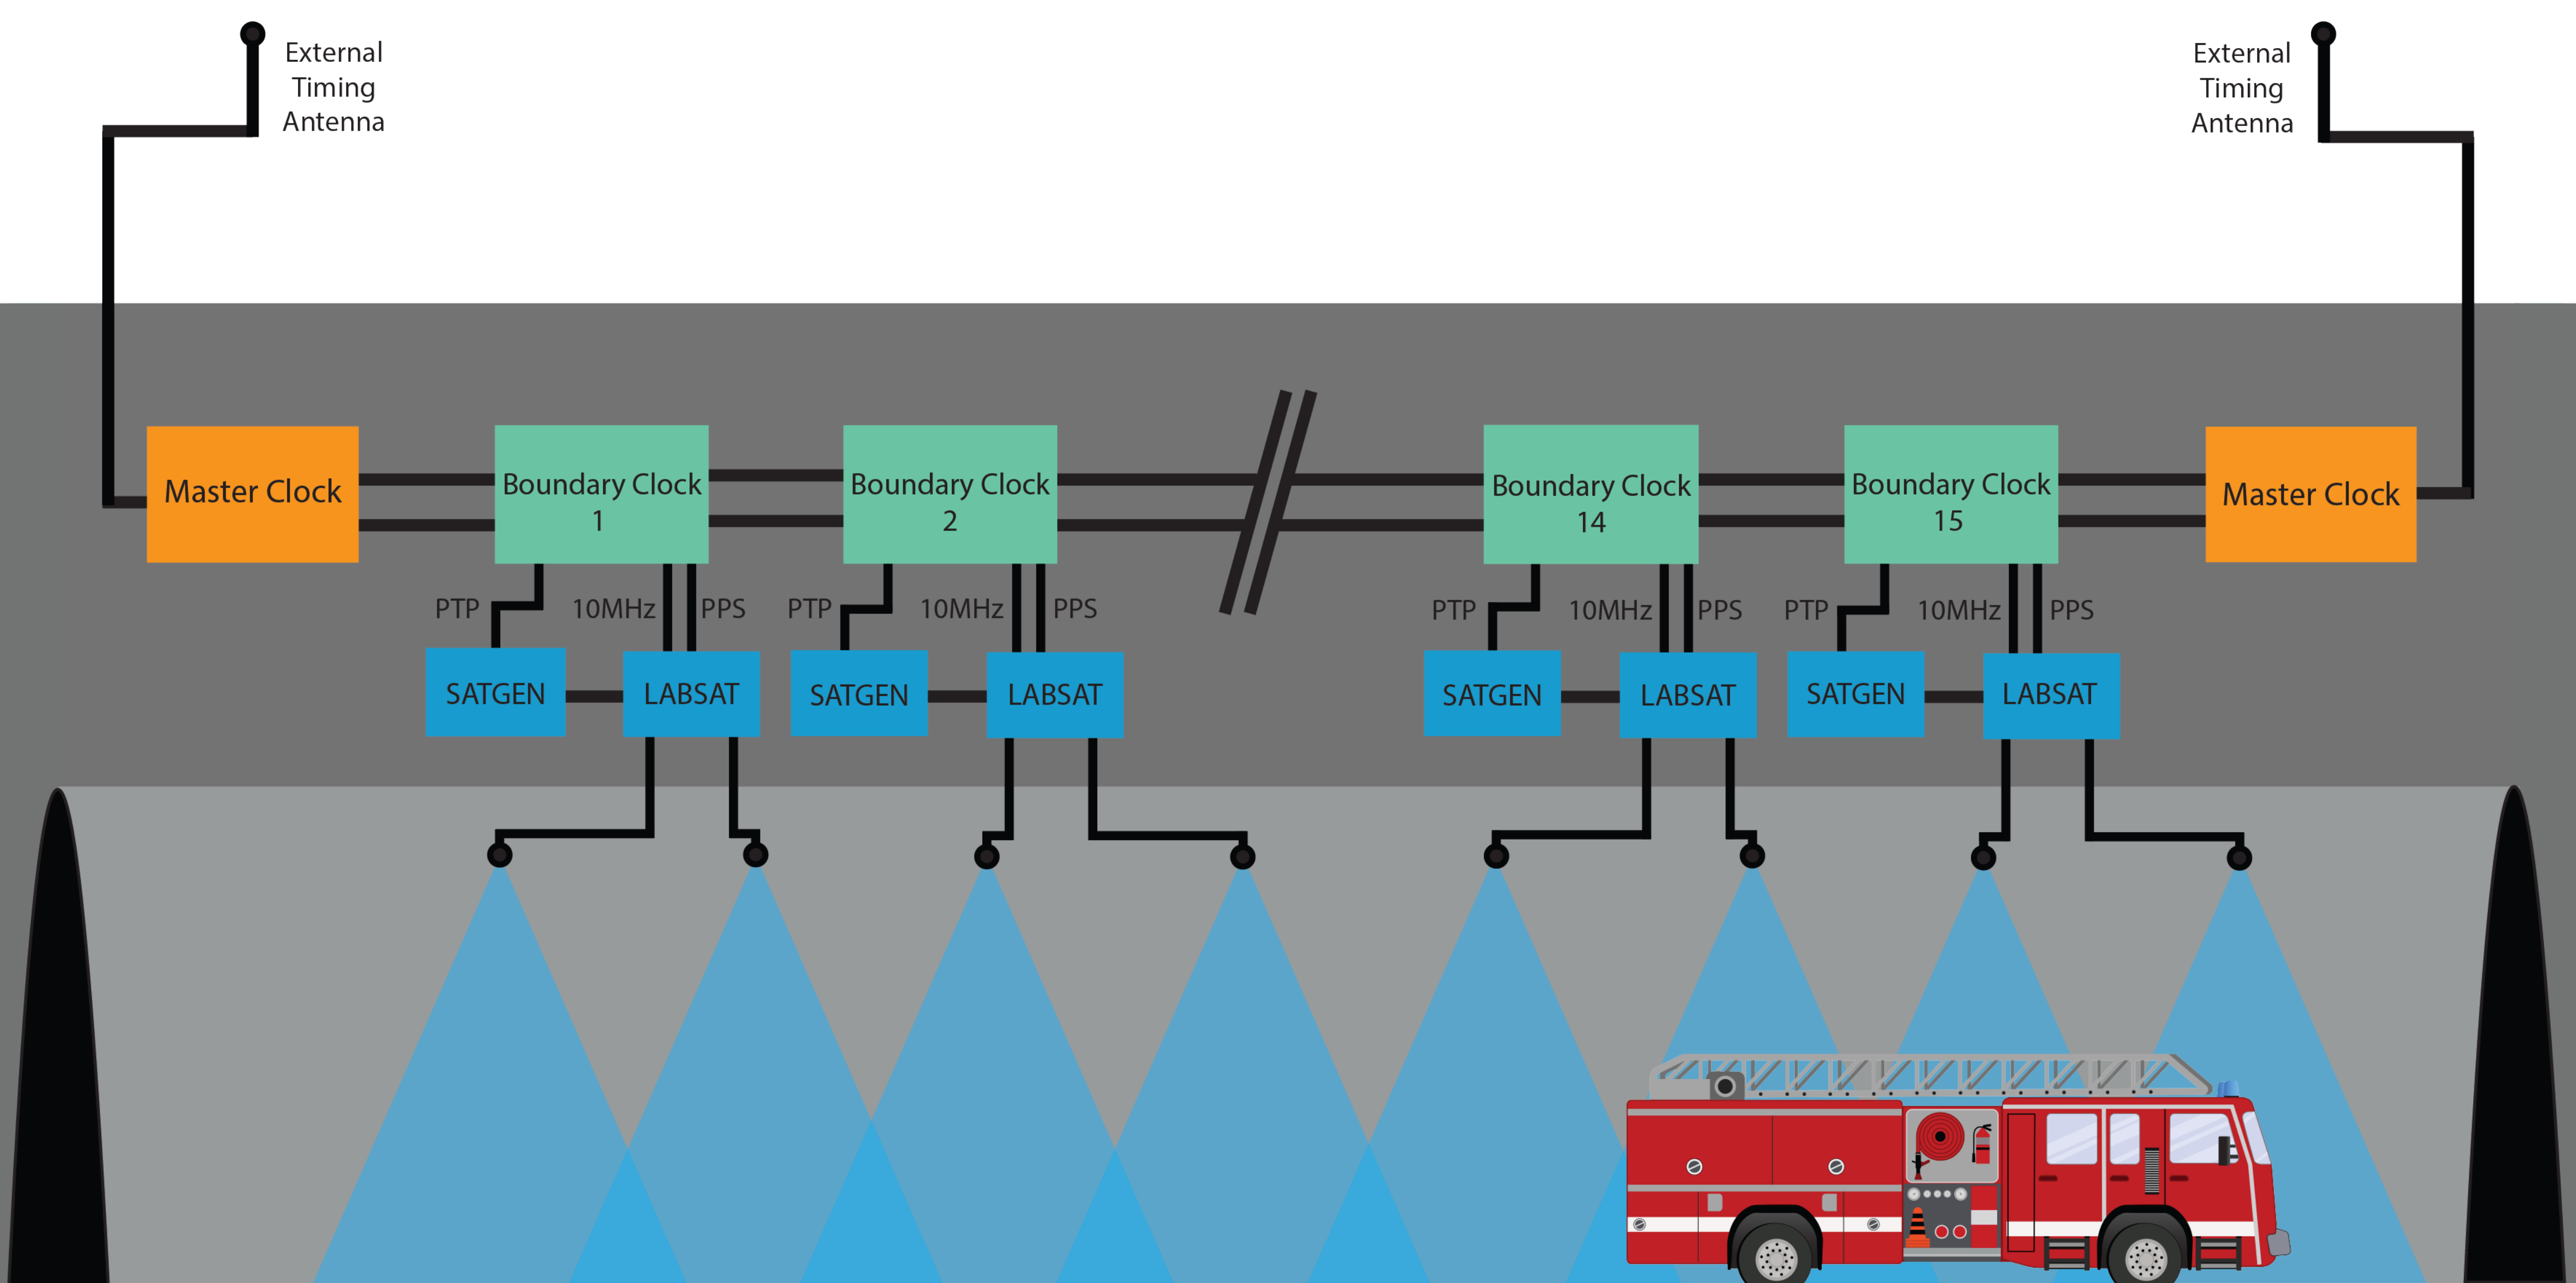 External
Timing
Antenna
External
Timing
Antenna
Master Clock
Boundary Clock
1
Boundary Clock
2
Boundary Clock
14
Boundary Clock
15
Master Clock
PTP
10MHz
PPS
PTP
10MHz
PPS
PTP
10MHz
PPS
PTP
10MHz
PPS
SATGEN
LABSAT
SATGEN
LABSAT
SATGEN
LABSAT
SATGEN
LABSAT